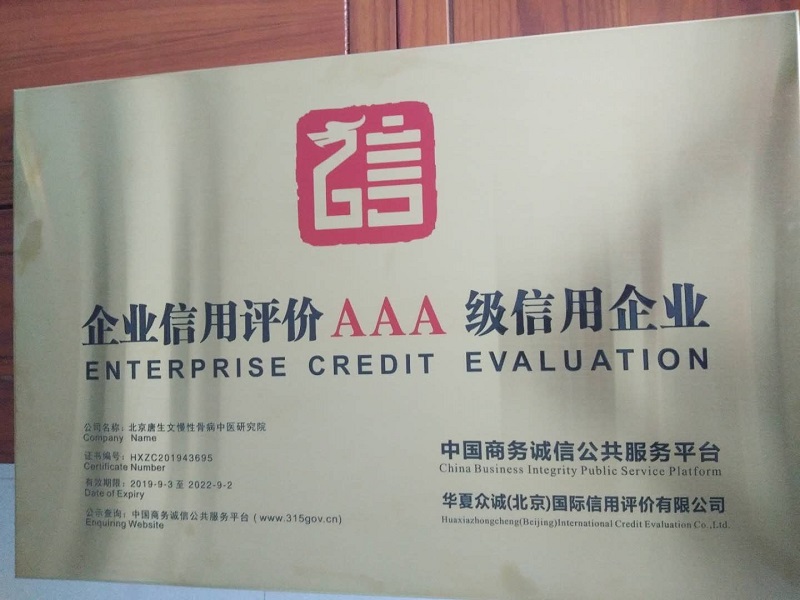 信
企业信用评价AAA级信用企业
ENTERPRISE CREDIT EVALUATION
公司名称：北京唐生文慢性骨病中医研究院
Company Name
证书编号：HXZC201943695
Certificate Number
有效期限：2019-9-3 至 2022-9-2
Date of Expiry
公示查询：中国商务诚信公共服务平台（www.315gov.cn)
Enquiring Website
中国商务诚信公共服务平台
China Business Integrity Public Service Platform
华夏众诚(北京)国际信用评价有限公司
Huaxiazhongcheng(Beijing)International Credit Evaluation Co.,Ltd.